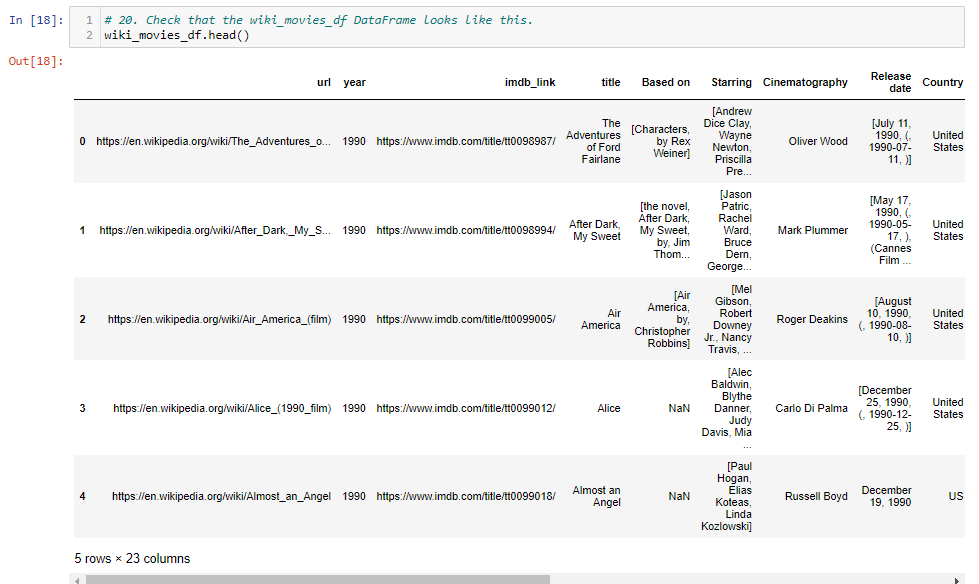 In [18]:
1 # 20. Check that the wiki_movies_df DataFrame looks like this.
2 wiki_movies_df.head()
Out[18]:
url year imdb_link title Based on Starring Cinematography Release date Country
0 https://en.wikipedia.org/wiki/The_Adventures_o... 1990 https://www.imdb.com/title/tt0098987/ The Adventures of Ford Fairlane [Characters, by Rex Weiner] [Andrew Dice Clay, Wayne Newton, Priscilla Pre... Oliver Wood [July 11, 1990, (, 1990-07-11, )] United States
1 https://en.wikipedia.org/wiki/After_Dark,_My_S... 1990 https://www.imdb.com/title/tt0098994/ After Dark, My Sweet [the novel, After Dark, My Sweet, by, Jim Thom... [Jason Patric, Rachel Ward, Bruce Dern, George... Mark Plummer [May 17, 1990, (, 1990-05-17, ), (Cannes Film ... United States
2 https://en.wikipedia.org/wiki/Air_America_(film) 1990 https://www.imdb.com/title/tt0099005/ Air America [Air America, by, Christopher Robbins] [Mel Gibson, Robert Downey Jr., Nancy Travis, ... Roger Deakins [August 10, 1990, (, 1990-08-10, )] United States
3 https://en.wikipedia.org/wiki/Alice_(1990_film) 1990 https://www.imdb.com/title/tt0099012/ Alice NaN [Alec Baldwin, Blythe Danner, Judy Davis, Mia ... Carlo Di Palma [December 25, 1990, (, 1990-12-25, )] United States
4 https://en.wikipedia.org/wiki/Almost_an_Angel 1990 https://www.imdb.com/title/tt0099018/ Almost an Angel NaN [Paul Hogan, Elias Koteas, Linda Kozlowski] Russell Boyd December 19, 1990 US
5 rows × 23 columns